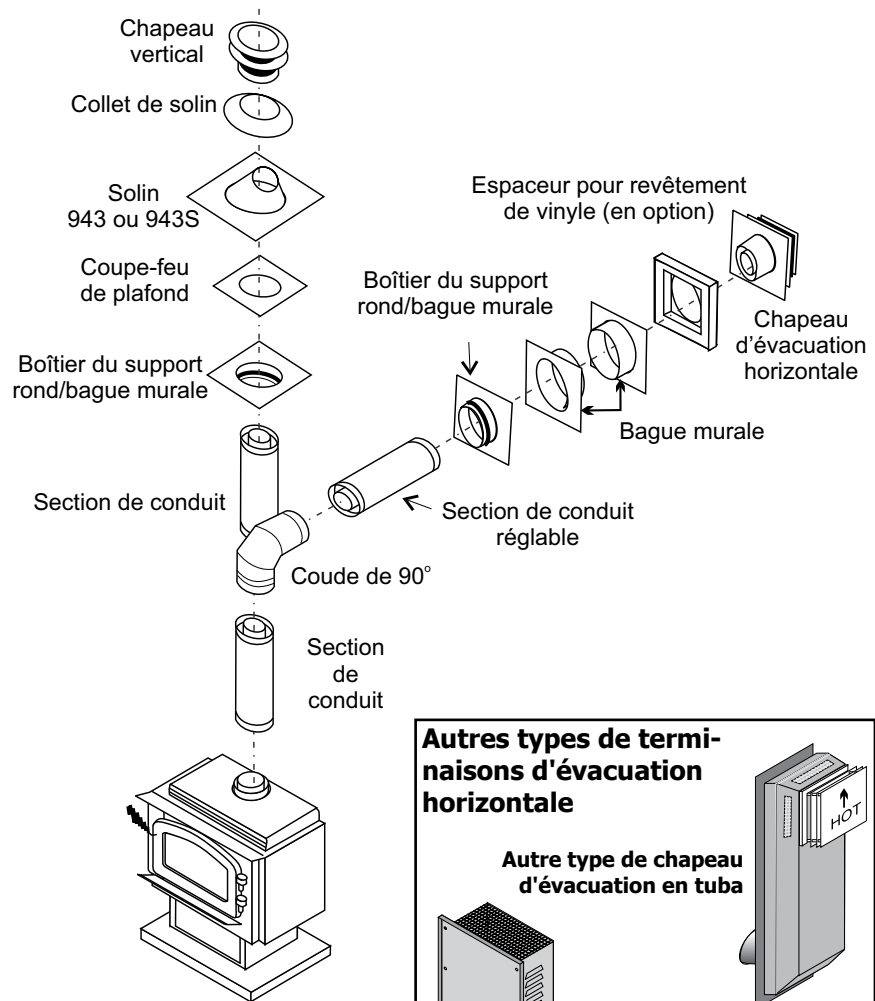 Chapeau
vertical
Collet de solin
Solin
943 ou 943S
Coupe-feu
de plafond
Boîtier du support
rond/bague murale
Section de conduit
Coude de 90°
Section
de
conduit
Espaceur pour revêtement
de vinyle (en option)
Boîtier du support
rond/bague murale
Chapeau
d'évacuation
horizontale
Bague murale
Section de conduit
réglable
Autres types de termi-
naisons d'évacuation
horizontale
HOT
Autre type de chapeau
d'évacuation en tuba